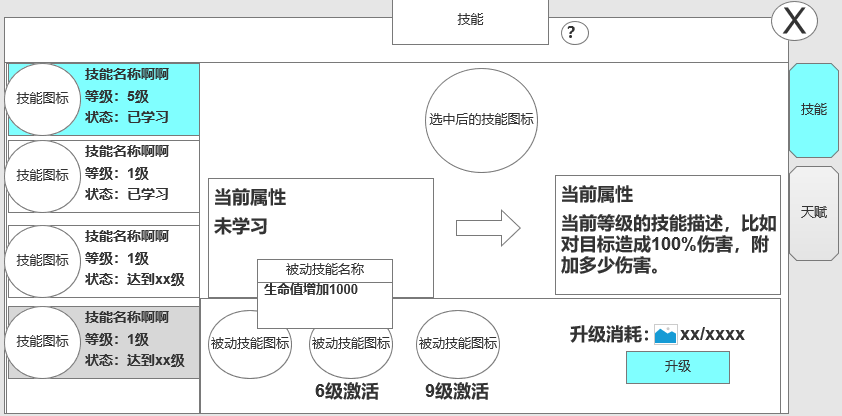 技能
?
X
技能图标
技能名称啊啊
等级：5级
状态：已学习
技能图标
技能名称啊啊
等级：1级
状态：已学习
技能图标
技能名称啊啊
等级：1级
状态：达到xx级
技能图标
技能名称啊啊
等级：1级
状态：达到xx级
选中后的技能图标
当前属性
未学习
当前属性
当前等级的技能描述，比如
对目标造成100%伤害，附
加多少伤害。
被动技能名称
生命值增加1000
被动技能图标
被动技能图标
被动技能图标
6级激活
9级激活
升级消耗：xx/xxxx
升级
技能
天赋